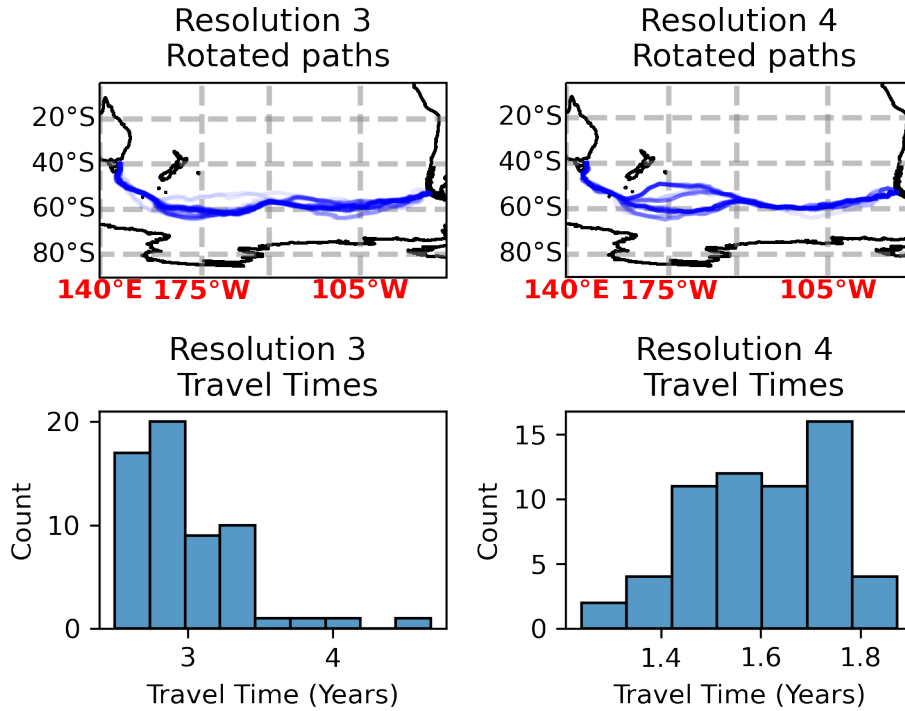 Resolution 3
Rotated paths
20°S
40°S
60°S
80°S
140°E 175°W 105°W
Resolution 4
Rotated paths
20°S
40°S
60°S
80°S
140°E 175°W 105°W
Resolution 3
Travel Times
20
10
0
Count
3 4
Travel Time (Years)
Resolution 4
Travel Times
15
10
5
0
Count
1.4 1.6 1.8
Travel Time (Years)